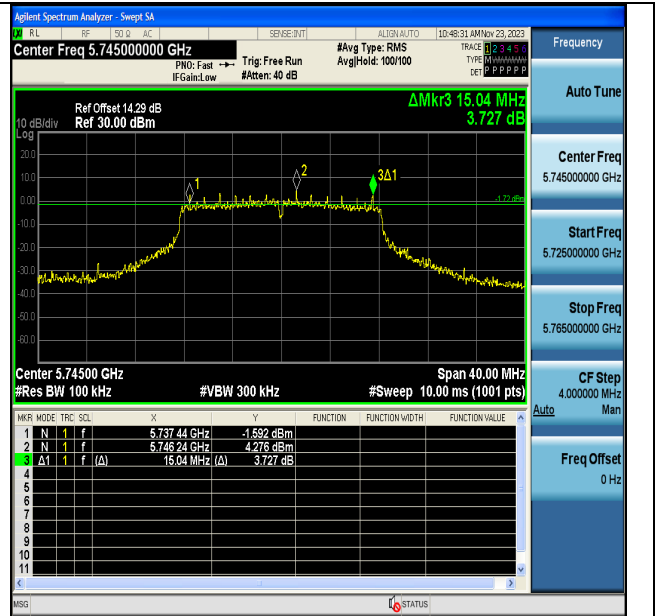 Agilent Spectrum Analyzer - Swept SA
RL RF 50 Ω AC SENSE:INT ALIGN AUTO 10:48:31 AM Nov 23, 2023
Center Freq 5.745000000 GHz
PNO: Fast
IFGain:Low
Trig: Free Run
#Atten: 40 dB
#Avg Type: RMS
Avg|Hold: 100/100
TRACE 1 2 3 4 5 6
TYPE M
DET P P P P P P
Frequency
Auto Tune
Center Freq
5.745000000 GHz
Start Freq
5.725000000 GHz
Stop Freq
5.765000000 GHz
CF Step
4.000000 MHz
Auto Man
Freq Offset
0 Hz
ΔMkr3 15.04 MHz
3.727 dB
Ref Offset 14.29 dB
10 dB/div Ref 30.00 dBm
Log
20.0
10.0
0.00
-10.0
-20.0
-30.0
-40.0
-50.0
-60.0
1
2
3Δ1
-1.72 dBm
Center 5.74500 GHz Span 40.00 MHz
#Res BW 100 kHz #VBW 300 kHz #Sweep 10.00 ms (1001 pts)
MKR MODE TRC SCL X Y FUNCTION FUNCTION WIDTH FUNCTION VALUE
1 N 1 f 5.737 44 GHz -1.592 dBm
2 N 1 f 5.746 24 GHz 4.276 dBm
3 Δ1 1 f (Δ) 15.04 MHz (Δ) 3.727 dB
4
5
6
7
8
9
10
11
MSG STATUS